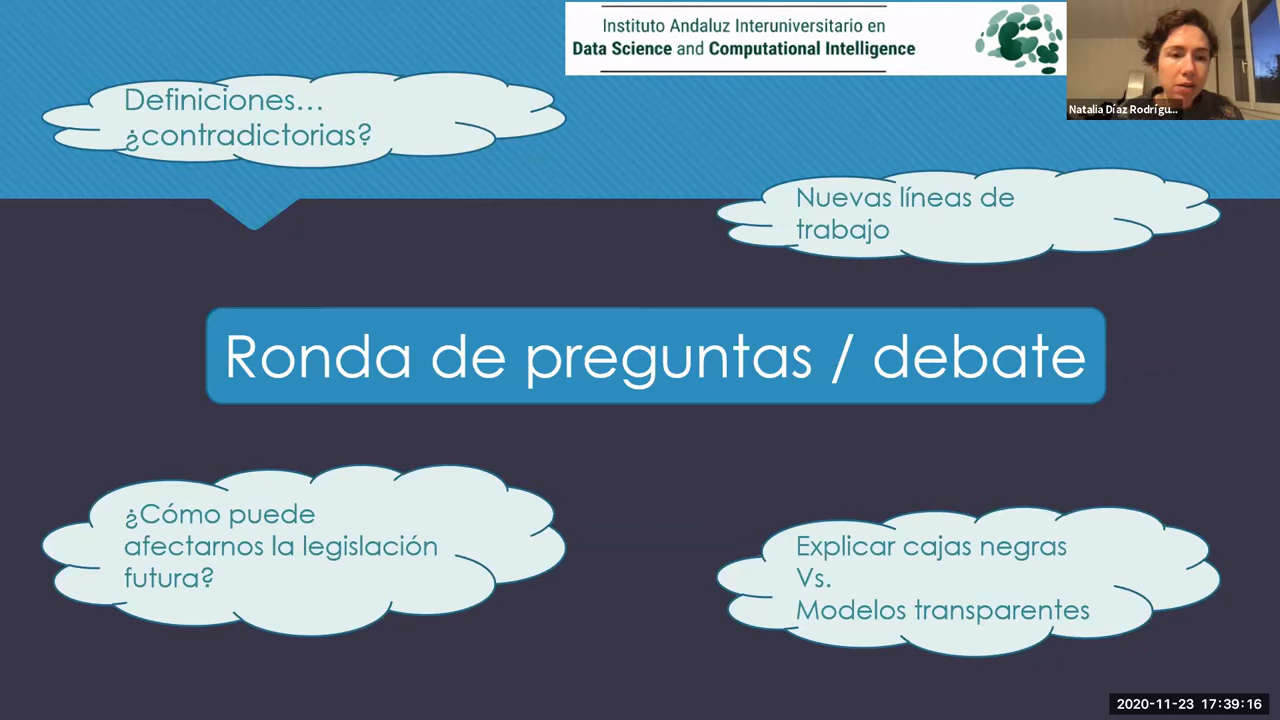 Instituto Andaluz Interuniversitario en
Data Science and Computational Intelligence
Natalia Díaz Rodrígu...
Definiciones...
¿contradictorias?
Nuevas líneas de
trabajo
Ronda de preguntas / debate
¿Cómo puede
afectarnos la legislación
futura?
Explicar cajas negras
Vs.
Modelos transparentes
2020-11-23 17:39:16